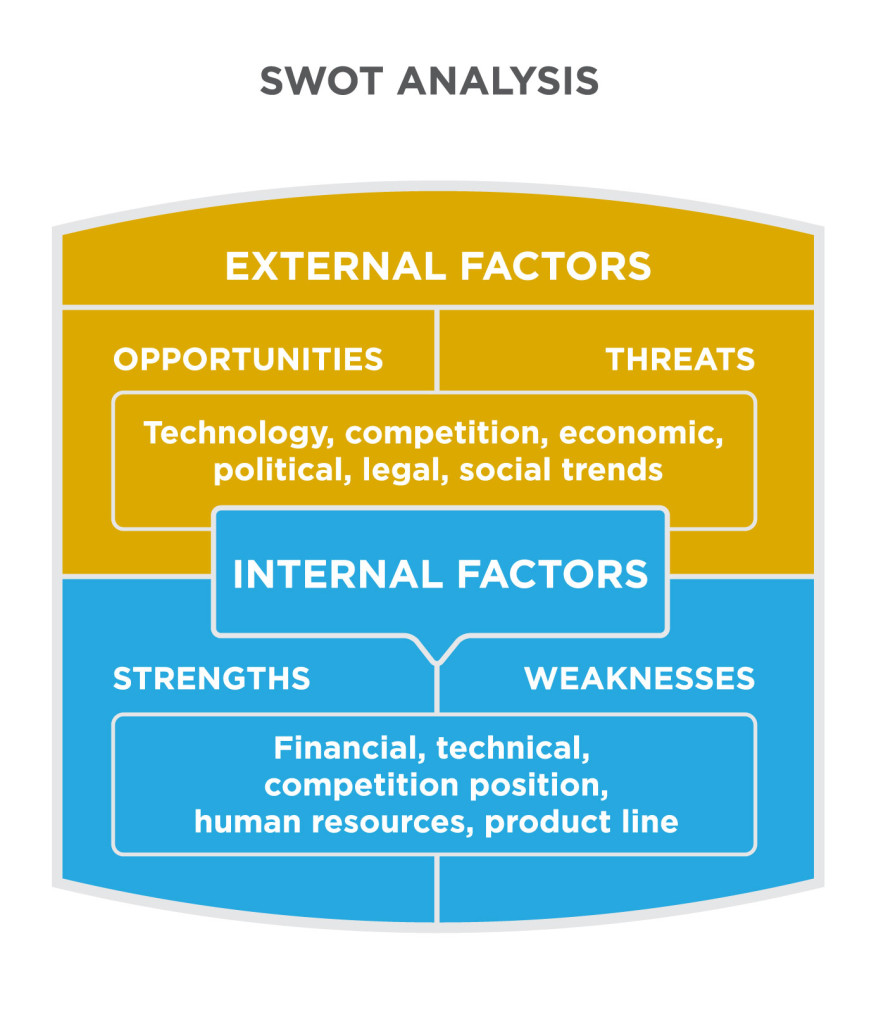 SWOT ANALYSIS
EXTERNAL FACTORS
OPPORTUNITIES
THREATS
Technology, competition, economic,
political, legal, social trends
INTERNAL FACTORS
STRENGTHS
WEAKNESSES
Financial, technical,
competition position,
human resources, product line